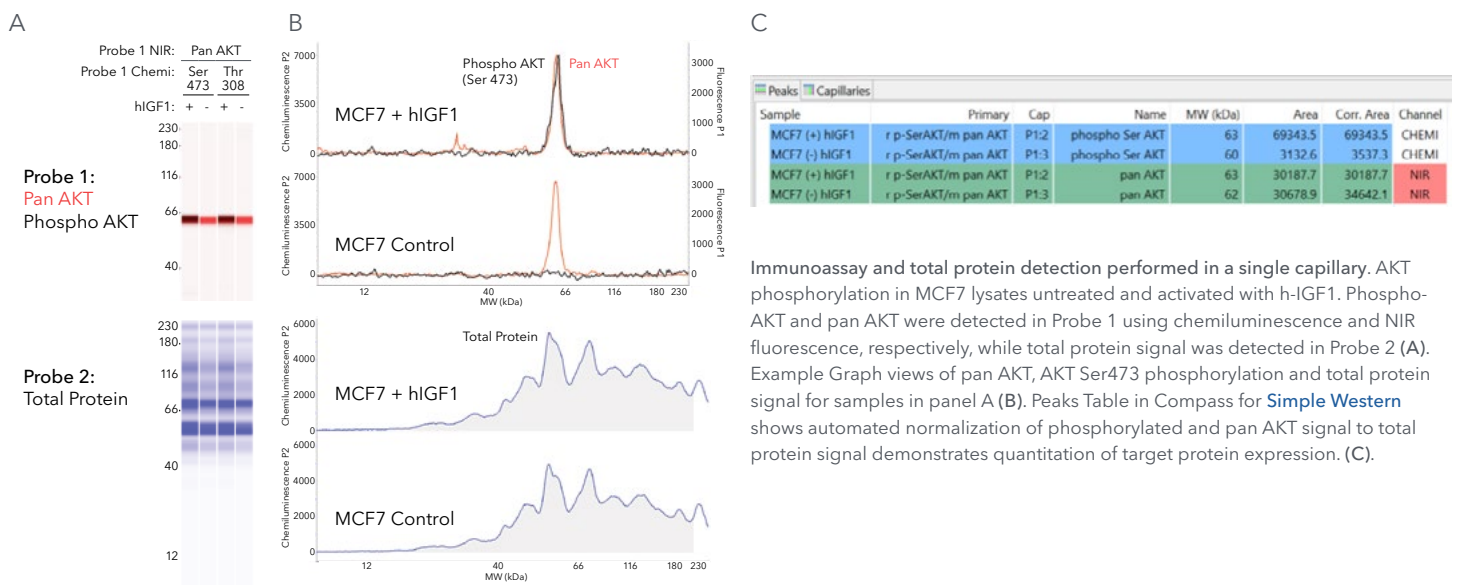 A
Probe 1 NIR: Pan AKT
Probe 1 Chemi: Ser 473 Thr 308
hIGF1: + - + -
230
180
116
66
40
Probe 1:
Pan AKT
Phospho AKT
230
180
116
66
40
12
Probe 2:
Total Protein
B
Chemiluminescence P2
7000
3500
0
Phospho AKT
(Ser 473)
Pan AKT
MCF7 + hIGF1
3000
2000
1000
0
Fluorescence P1
Chemiluminescence P2
7000
3500
0
MCF7 Control
3000
2000
1000
0
Fluorescence P1
12 40 66 116 180 230
MW (kDa)
Chemiluminescence P2
6000
4000
2000
0
Total Protein
MCF7 + hIGF1
Chemiluminescence P2
6000
4000
2000
0
MCF7 Control
12 40 66 116 180 230
MW (kDa)
C
Peaks Capillaries
Sample Primary Cap Name MW (kDa) Area Corr. Area Channel
MCF7 (+) hIGF1 r p-SerAKT/m pan AKT P1:2 phospho Ser AKT 63 69343.5 69343.5 CHEMI
MCF7 (-) hIGF1 r p-SerAKT/m pan AKT P1:3 phospho Ser AKT 60 3132.6 3537.3 CHEMI
MCF7 (+) hIGF1 r p-SerAKT/m pan AKT P1:2 pan AKT 63 30187.7 30187.7 NIR
MCF7 (-) hIGF1 r p-SerAKT/m pan AKT P1:3 pan AKT 62 30678.9 34642.1 NIR
Immunoassay and total protein detection performed in a single capillary. AKT
phosphorylation in MCF7 lysates untreated and activated with h-IGF1. Phospho-
AKT and pan AKT were detected in Probe 1 using chemiluminescence and NIR
fluorescence, respectively, while total protein signal was detected in Probe 2 (A).
Example Graph views of pan AKT, AKT Ser473 phosphorylation and total protein
signal for samples in panel A (B). Peaks Table in Compass for Simple Western
shows automated normalization of phosphorylated and pan AKT signal to total
protein signal demonstrates quantitation of target protein expression. (C).